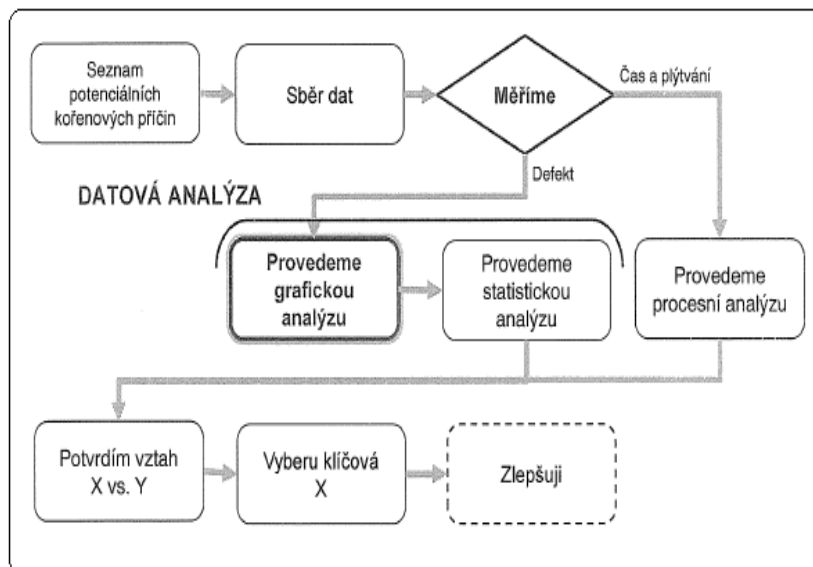 Seznam
potenciálních
kořenových příčin
Sběr dat
Měříme
Čas a plýtvání
Defekt
DATOVÁ ANALÝZA
Provedeme
grafickou
analýzu
Provedeme
statistickou
analýzu
Provedeme
procesní analýzu
Potvrdím vztah
X vs. Y
Vyberu klíčová
X
Zlepšuji